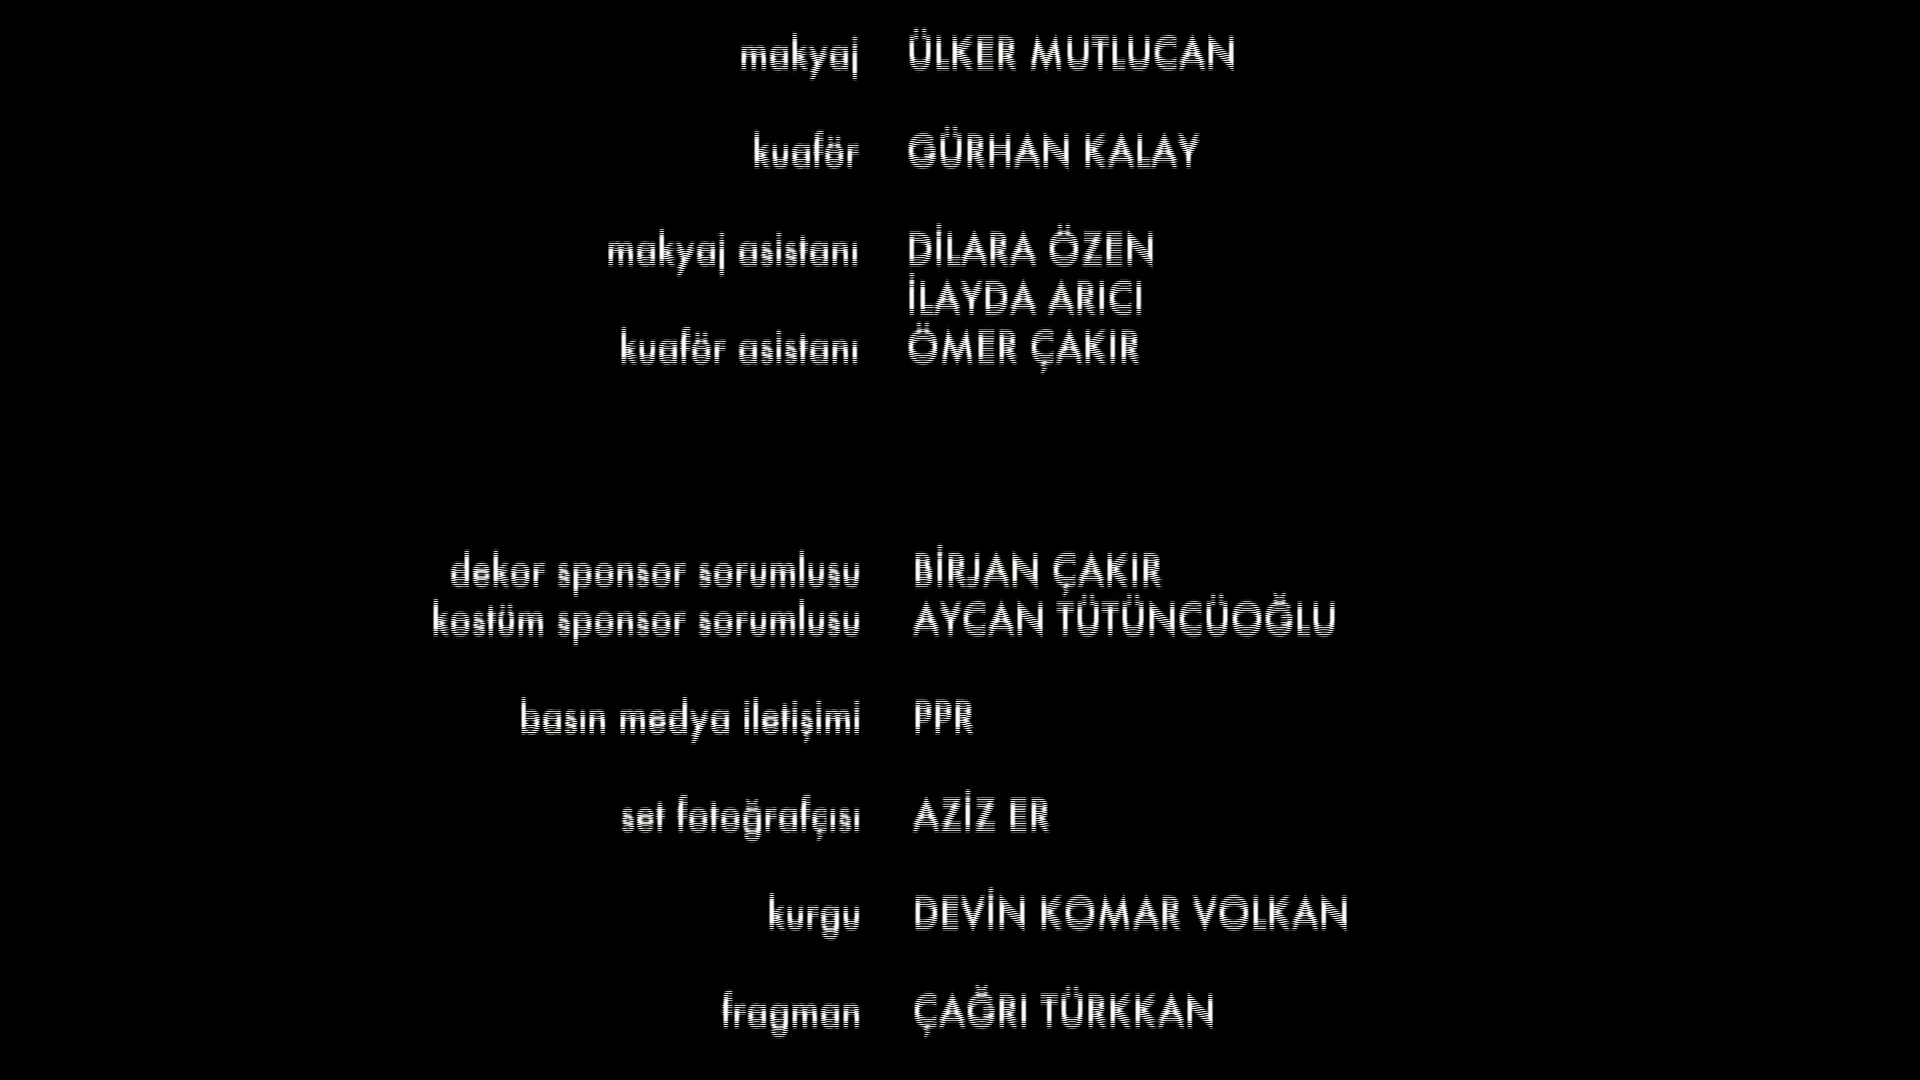 makyaj ÜLKER MUTLUCAN
kuaför GÜRHAN KALAY
makyaj asistanı DİLARA ÖZEN
İLAYDA ARICI
kuaför asistanı ÖMER ÇAKIR
dekor sponsor sorumlusu BİRJAN ÇAKIR
kostüm sponsor sorumlusu AYCAN TÜTÜNCÜOĞLU
basın medya iletişimi PPR
set fotoğrafçısı AZİZ ER
kurgu DEVİN KOMAR VOLKAN
fragman ÇAĞRI TÜRKKAN